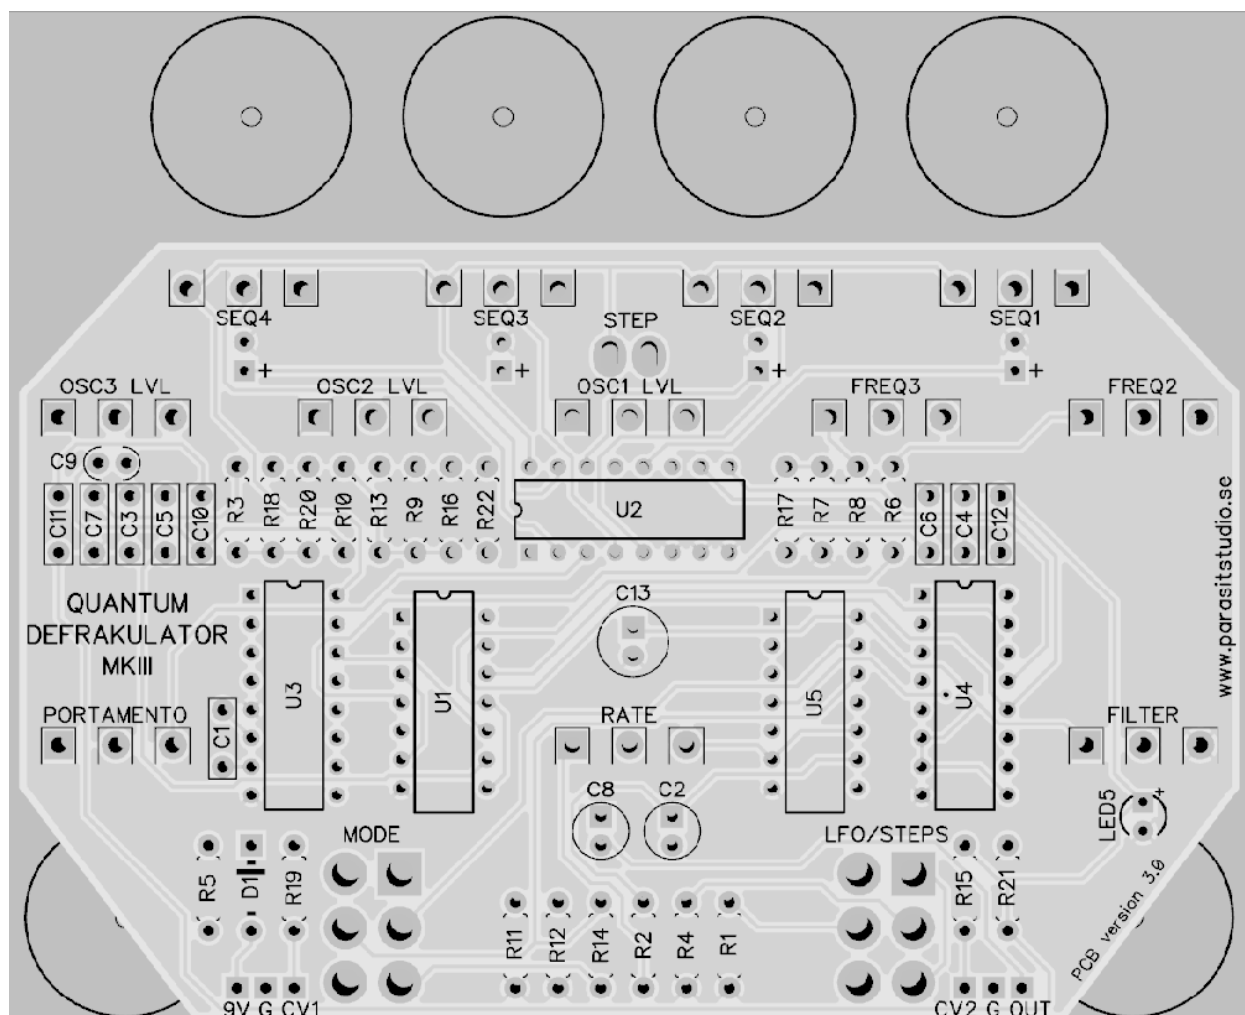 SEQ4 SEQ3 STEP SEQ2 SEQ1
+ + + +
OSC3 LVL OSC2 LVL OSC1 LVL FREQ3 FREQ2
C9
C11 C7 C3 C5 C10 R3 R18 R20 R10 R13 R9 R16 R22 U2 R17 R7 R8 R6 C6 C4 C12
www.parasitstudio.se
QUANTUM
DEFRAKULATOR
MKIII
C13
U3 U1 U5 U4
PORTAMENTO C1 RATE FILTER
C8 C2
LED5 +
MODE LFO/STEPS
R5 D1 R19 R15 R21
R11 R12 R14 R2 R4 R1
PCB version 3.0
9V G CV1 CV2 G OUT